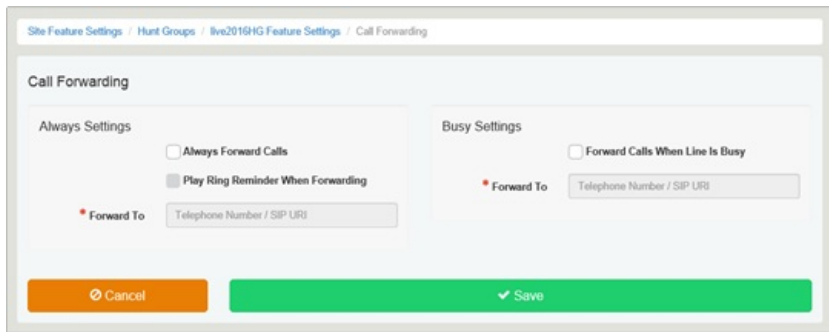 Site Feature Settings / Hunt Groups / live2016HG Feature Settings / Call Forwarding
Call Forwarding
Always Settings
Always Forward Calls
Play Ring Reminder When Forwarding
* Forward To Telephone Number / SIP URI
Busy Settings
Forward Calls When Line Is Busy
* Forward To Telephone Number / SIP URI
Cancel
Save